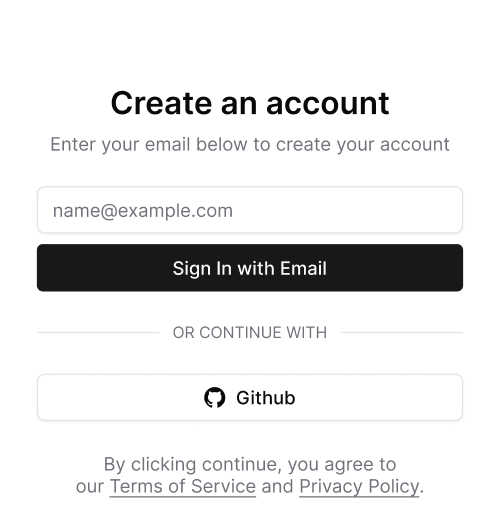 Create an account
Enter your email below to create your account
name@example.com
Sign In with Email
OR CONTINUE WITH
Github
By clicking continue, you agree to
our Terms of Service and Privacy Policy.